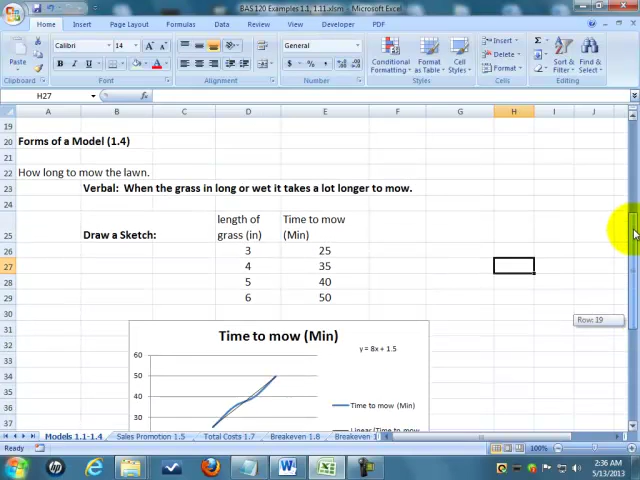 BAS120 Examples 1.1, 1.11.xlsm - Microsoft Excel
Home Insert Page Layout Formulas Data Review View Developer PDF
Paste
Calibri 14
B I U
General
Conditional Formatting
Format as Table
Cell Styles
Insert
Delete
Format
Sort & Filter
Find & Select
Clipboard Font Alignment Number Styles Cells Editing
H27
A B C D E F G H I J
19
20 Forms of a Model (1.4)
21
22 How long to mow the lawn.
23 Verbal: When the grass in long or wet it takes a lot longer to mow.
24
25 Draw a Sketch: length of grass (in) Time to mow (Min)
26 3 25
27 4 35
28 5 40
29 6 50
30
31
32
33
34
35
36
37
Row: 19
Time to mow (Min)
y = 8x + 1.5
60
50
40
30
Time to mow (Min)
Linear (Time to mow
Models 1.1-1.4 Sales Promotion 1.5 Total Costs 1.7 Breakeven 1.8 Breakeven 1
Ready 100%
2:36 AM
5/13/2013